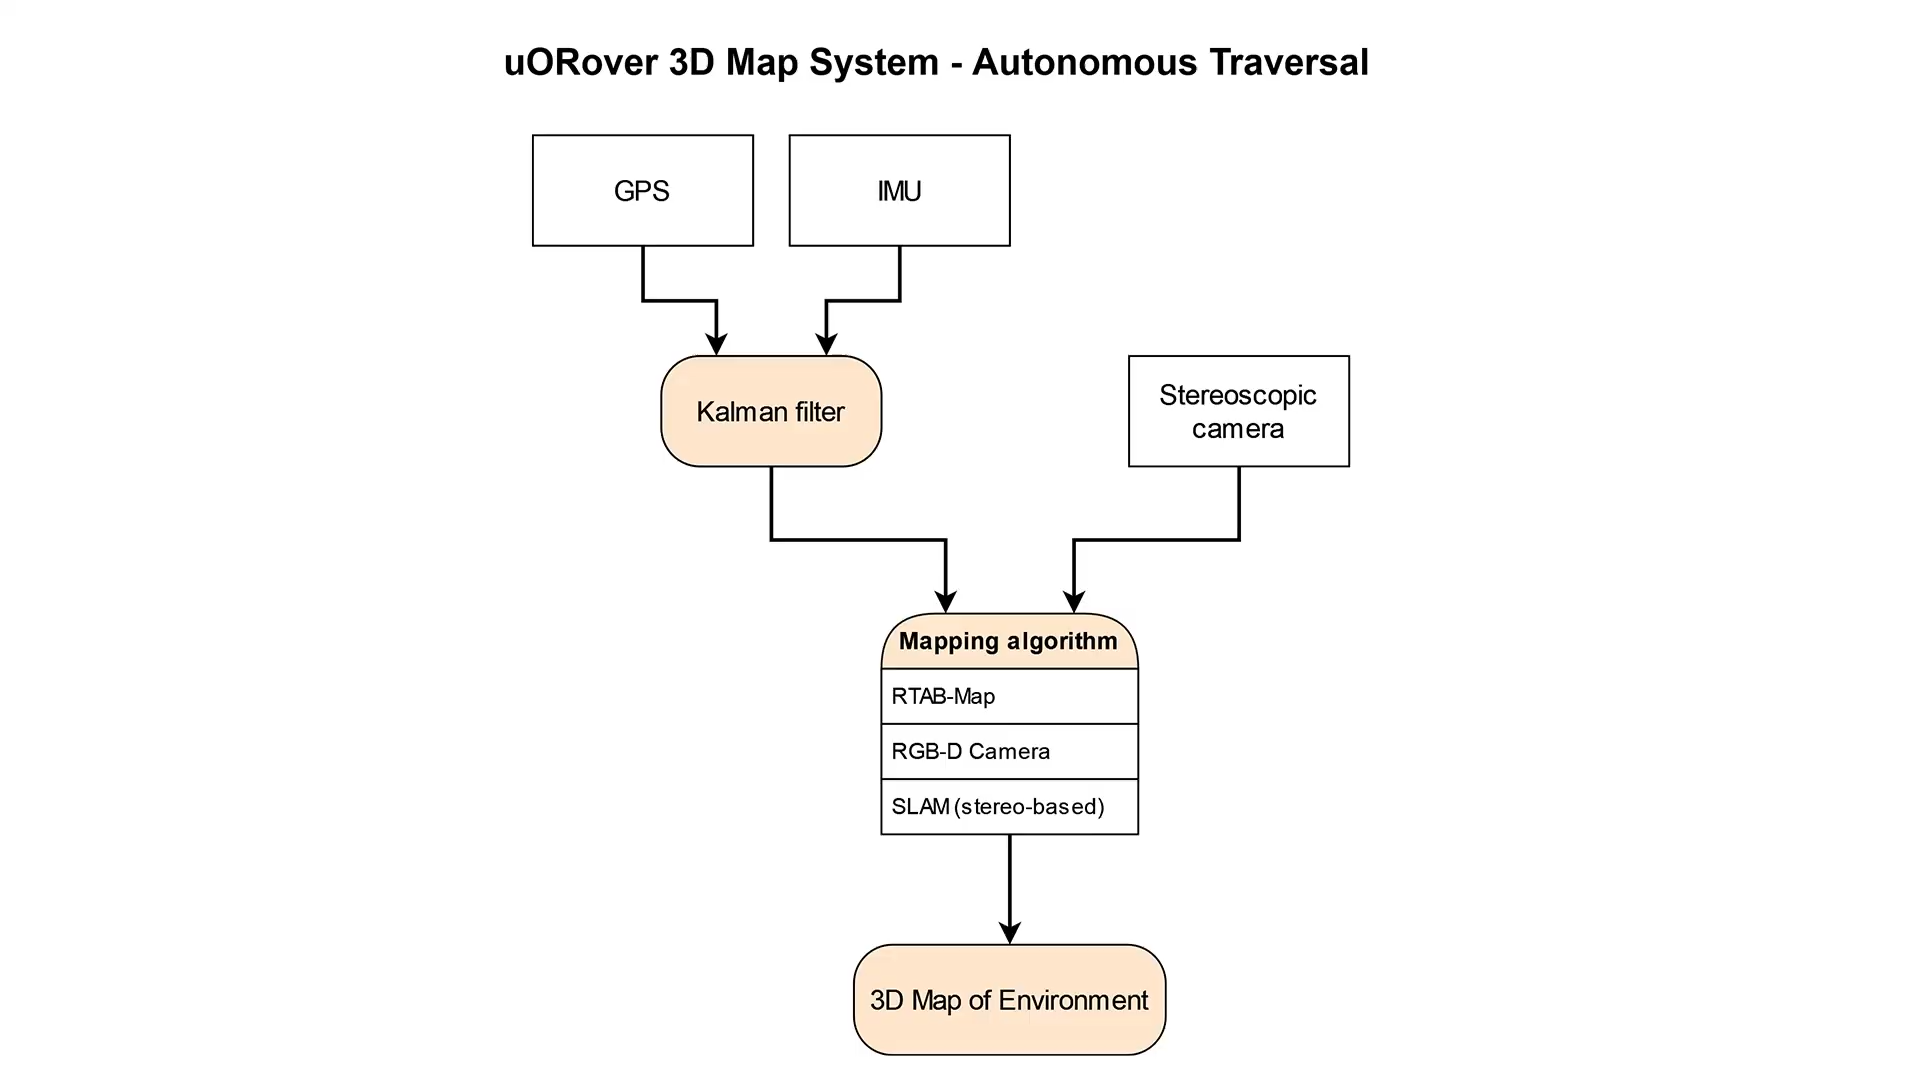 uORover 3D Map System - Autonomous Traversal
GPS
IMU
Kalman filter
Stereoscopic
camera
Mapping algorithm
RTAB-Map
RGB-D Camera
SLAM (stereo-based)
3D Map of Environment